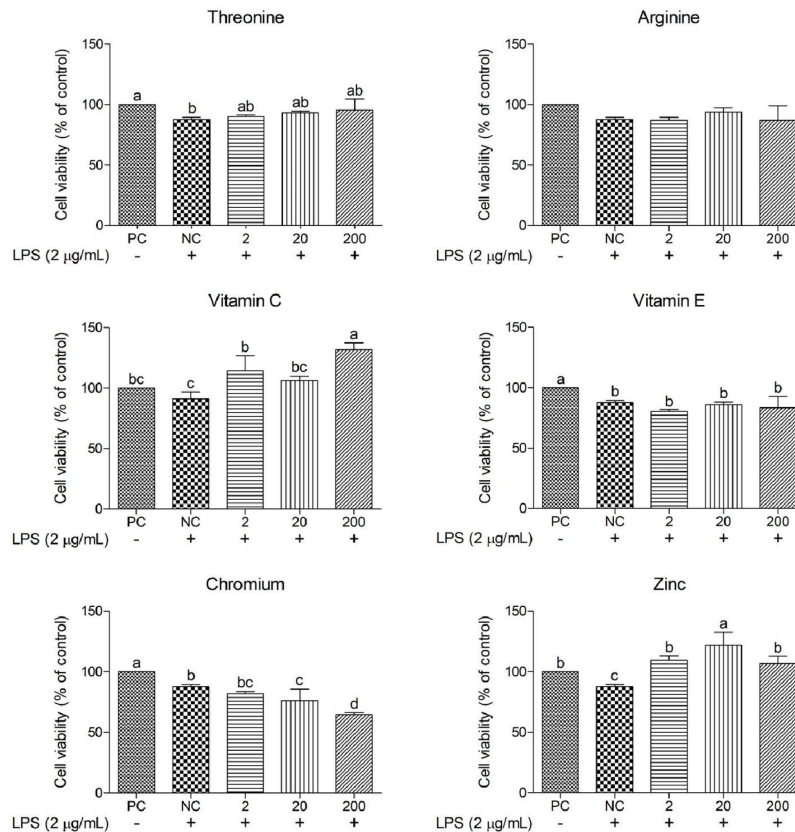 Threonine
Cell viability (% of control)
150
100
50
0
a
b
ab
ab
ab
PC NC 2 20 200
LPS (2 μg/mL) - + + + +
Arginine
Cell viability (% of control)
150
100
50
0
PC NC 2 20 200
LPS (2 μg/mL) - + + + +
Vitamin C
Cell viability (% of control)
150
100
50
0
bc
c
b
bc
a
PC NC 2 20 200
LPS (2 μg/mL) - + + + +
Vitamin E
Cell viability (% of control)
150
100
50
0
a
b
b
b
b
PC NC 2 20 200
LPS (2 μg/mL) - + + + +
Chromium
Cell viability (% of control)
150
100
50
0
a
b
bc
c
d
PC NC 2 20 200
LPS (2 μg/mL) - + + + +
Zinc
Cell viability (% of control)
150
100
50
0
b
c
b
a
b
PC NC 2 20 200
LPS (2 μg/mL) - + + + +